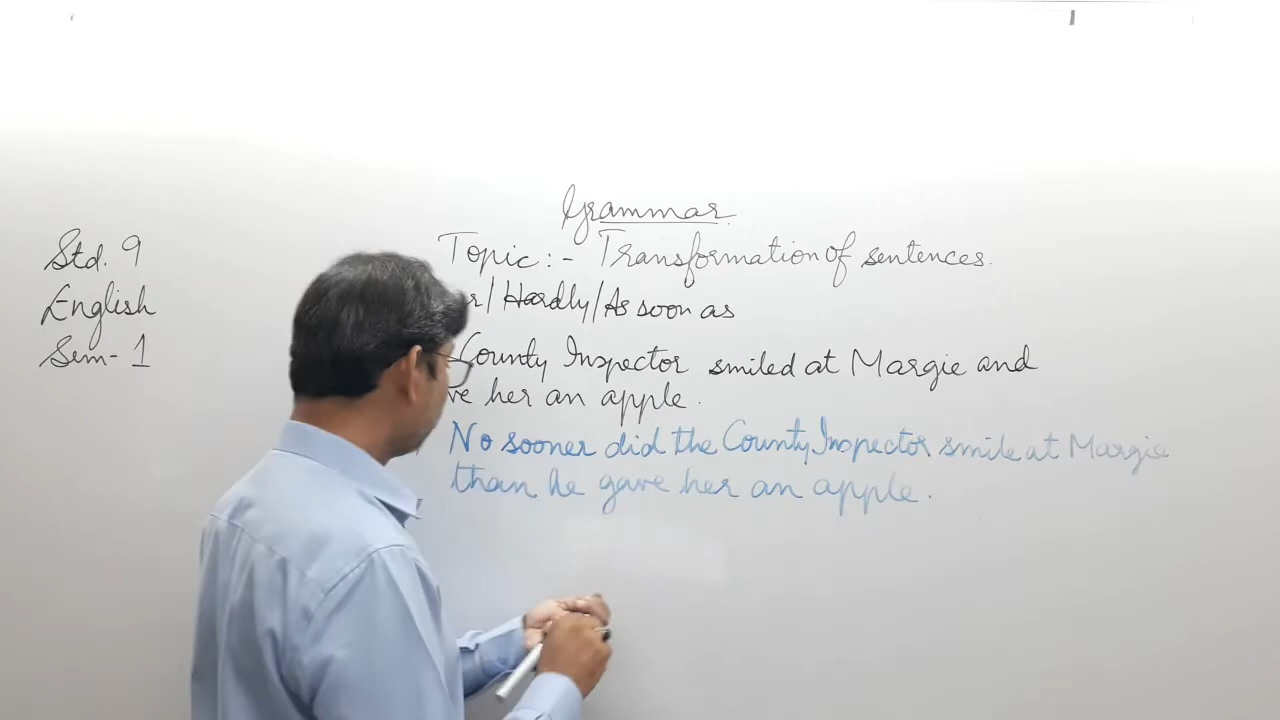 Grammar
Std. 9
English
Sem- 1
Topic:- Transformation of sentences.
/ Hardly / As soon as
County Inspector smiled at Margie and
her an apple.
No sooner did the County Inspector smile at Margie
than he gave her an apple.